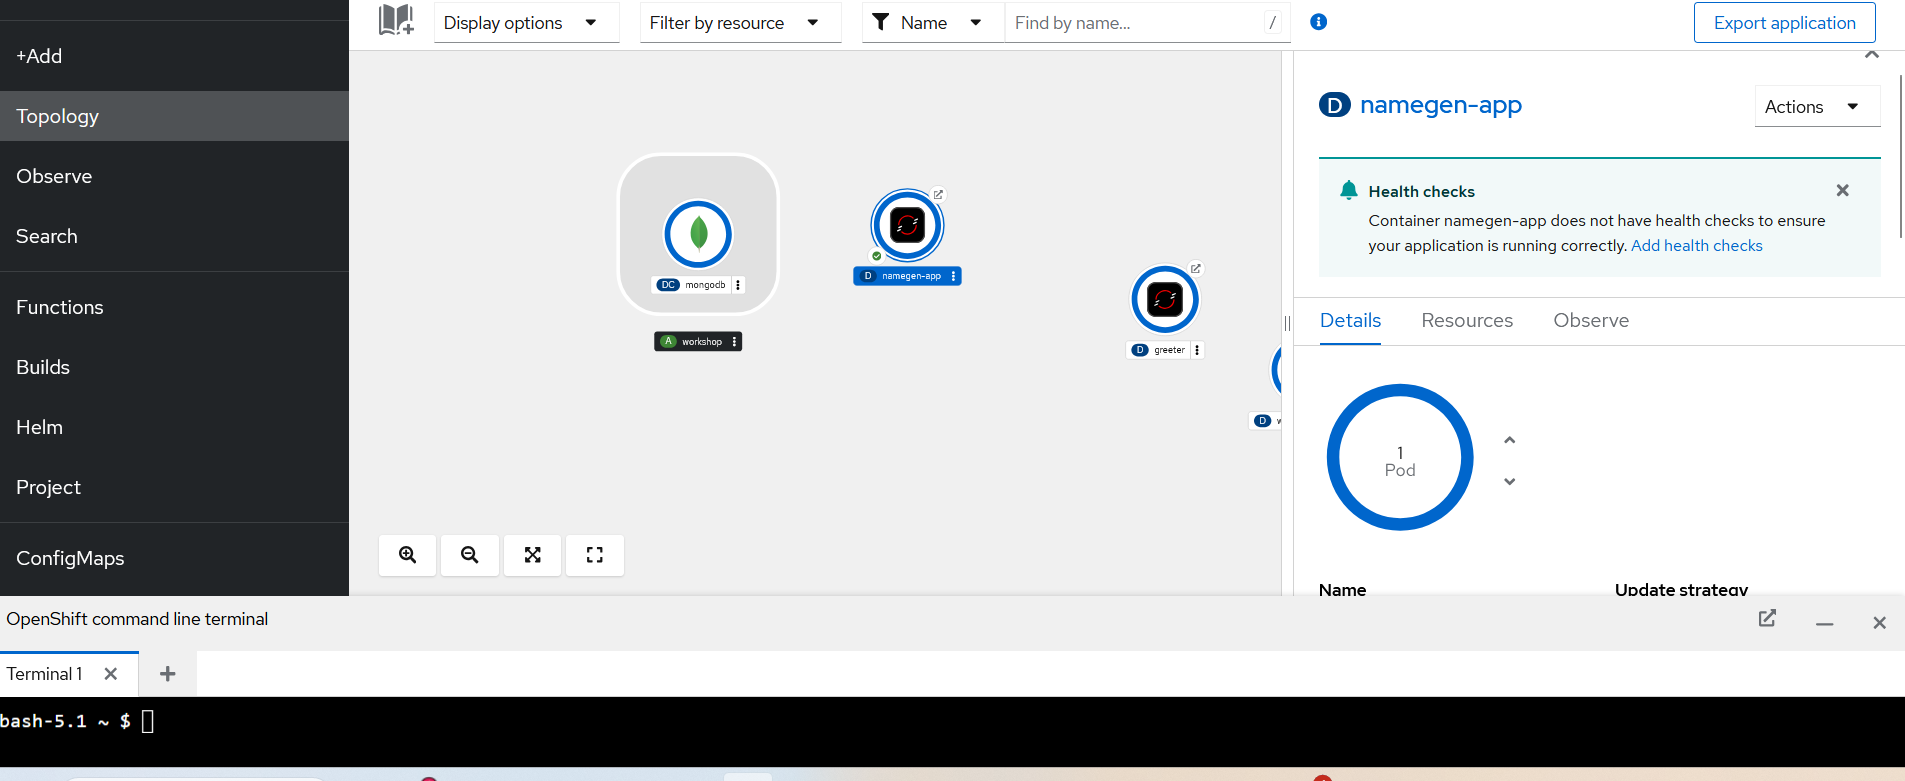 +Add
Topology
Observe
Search
Functions
Builds
Helm
Project
ConfigMaps
Display options
Filter by resource
Name
Find by name...
/
Export application
DC mongodb
A workshop
D namegen-app
D greeter
D
D namegen-app
Actions
Health checks
Container namegen-app does not have health checks to ensure
your application is running correctly. Add health checks
Details Resources Observe
1
Pod
Name Update strategy
OpenShift command line terminal
Terminal 1
bash-5.1 ~ $